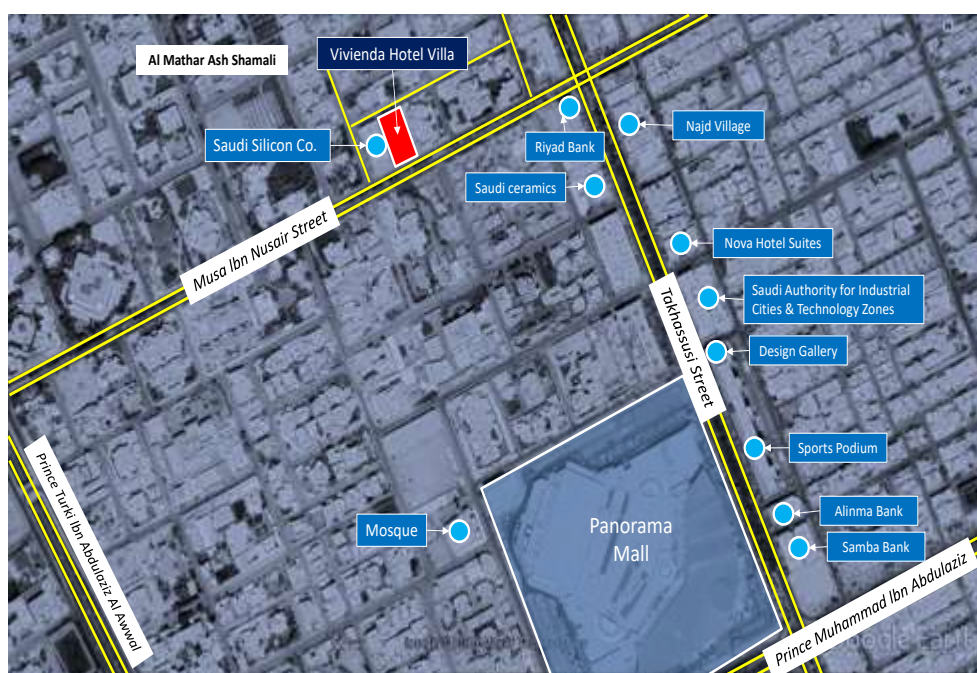 Al Mathar Ash Shamali
Vivienda Hotel Villa
Saudi Silicon Co.
Riyad Bank
Najd Village
Saudi ceramics
Musa Ibn Nusair Street
Nova Hotel Suites
Saudi Authority for Industrial
Cities & Technology Zones
Takhassusi Street
Design Gallery
Sports Podium
Prince Turki Ibn Abdulaziz Al Awwal
Mosque
Panorama
Mall
Alinma Bank
Samba Bank
Prince Muhammad Ibn Abdulaziz
Google Earth